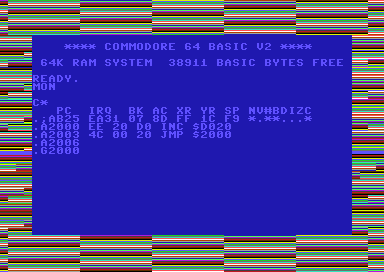 **** COMMODORE 64 BASIC V2 ****
64K RAM SYSTEM  38911 BASIC BYTES FREE
READY.
MON
C*
PC  IRQ  BK AC XR YR SP NV#BDIZC
.;AB25 EA31 07 8D FF 1C F9 *.**...*
.A2000 EE 20 D0 INC $D020
.A2003 4C 00 20 JMP $2000
.A2006
.G2000